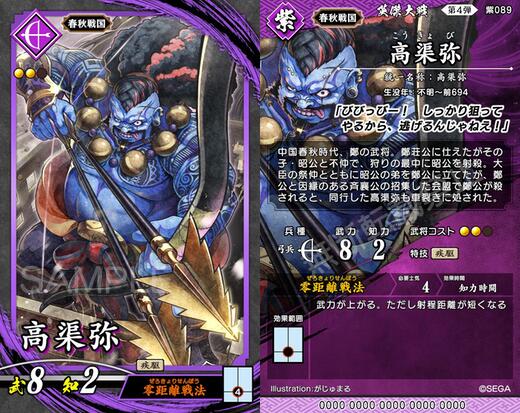 春秋戦国
SAMPLE
高渠弥
疾駆
武8 知2
ぜろきょりせんぽう
零距離戦法
4
紫
春秋戦国
英傑大戦
第4弾
紫089
こうきょび
高渠弥
統一名称：高渠弥
生没年：不明～前694
「びびっびー！ しっかり狙って
やるから、逃げるんじゃねえ！」
中国春秋時代、鄭の武将。鄭荘公に仕えたがその
子・昭公と不仲で、狩りの最中に昭公を射殺。大
臣の祭仲とともに昭公の弟を鄭公に立てたが、鄭
公と因縁のある斉襄公の招集した会盟で鄭公が殺
されると、同行した高渠弥も車裂きに処された。
兵種 武力 知力 武将コスト
弓兵 8 2
特技 疾駆
ぜろきょりせんぽう 必要士気 効果時間
零距離戦法 4 知力時間
武力が上がる。ただし射程距離が短くなる
効果範囲
Illustration:がじゅまる
©SEGA
0000 0000 0000 0000 0000